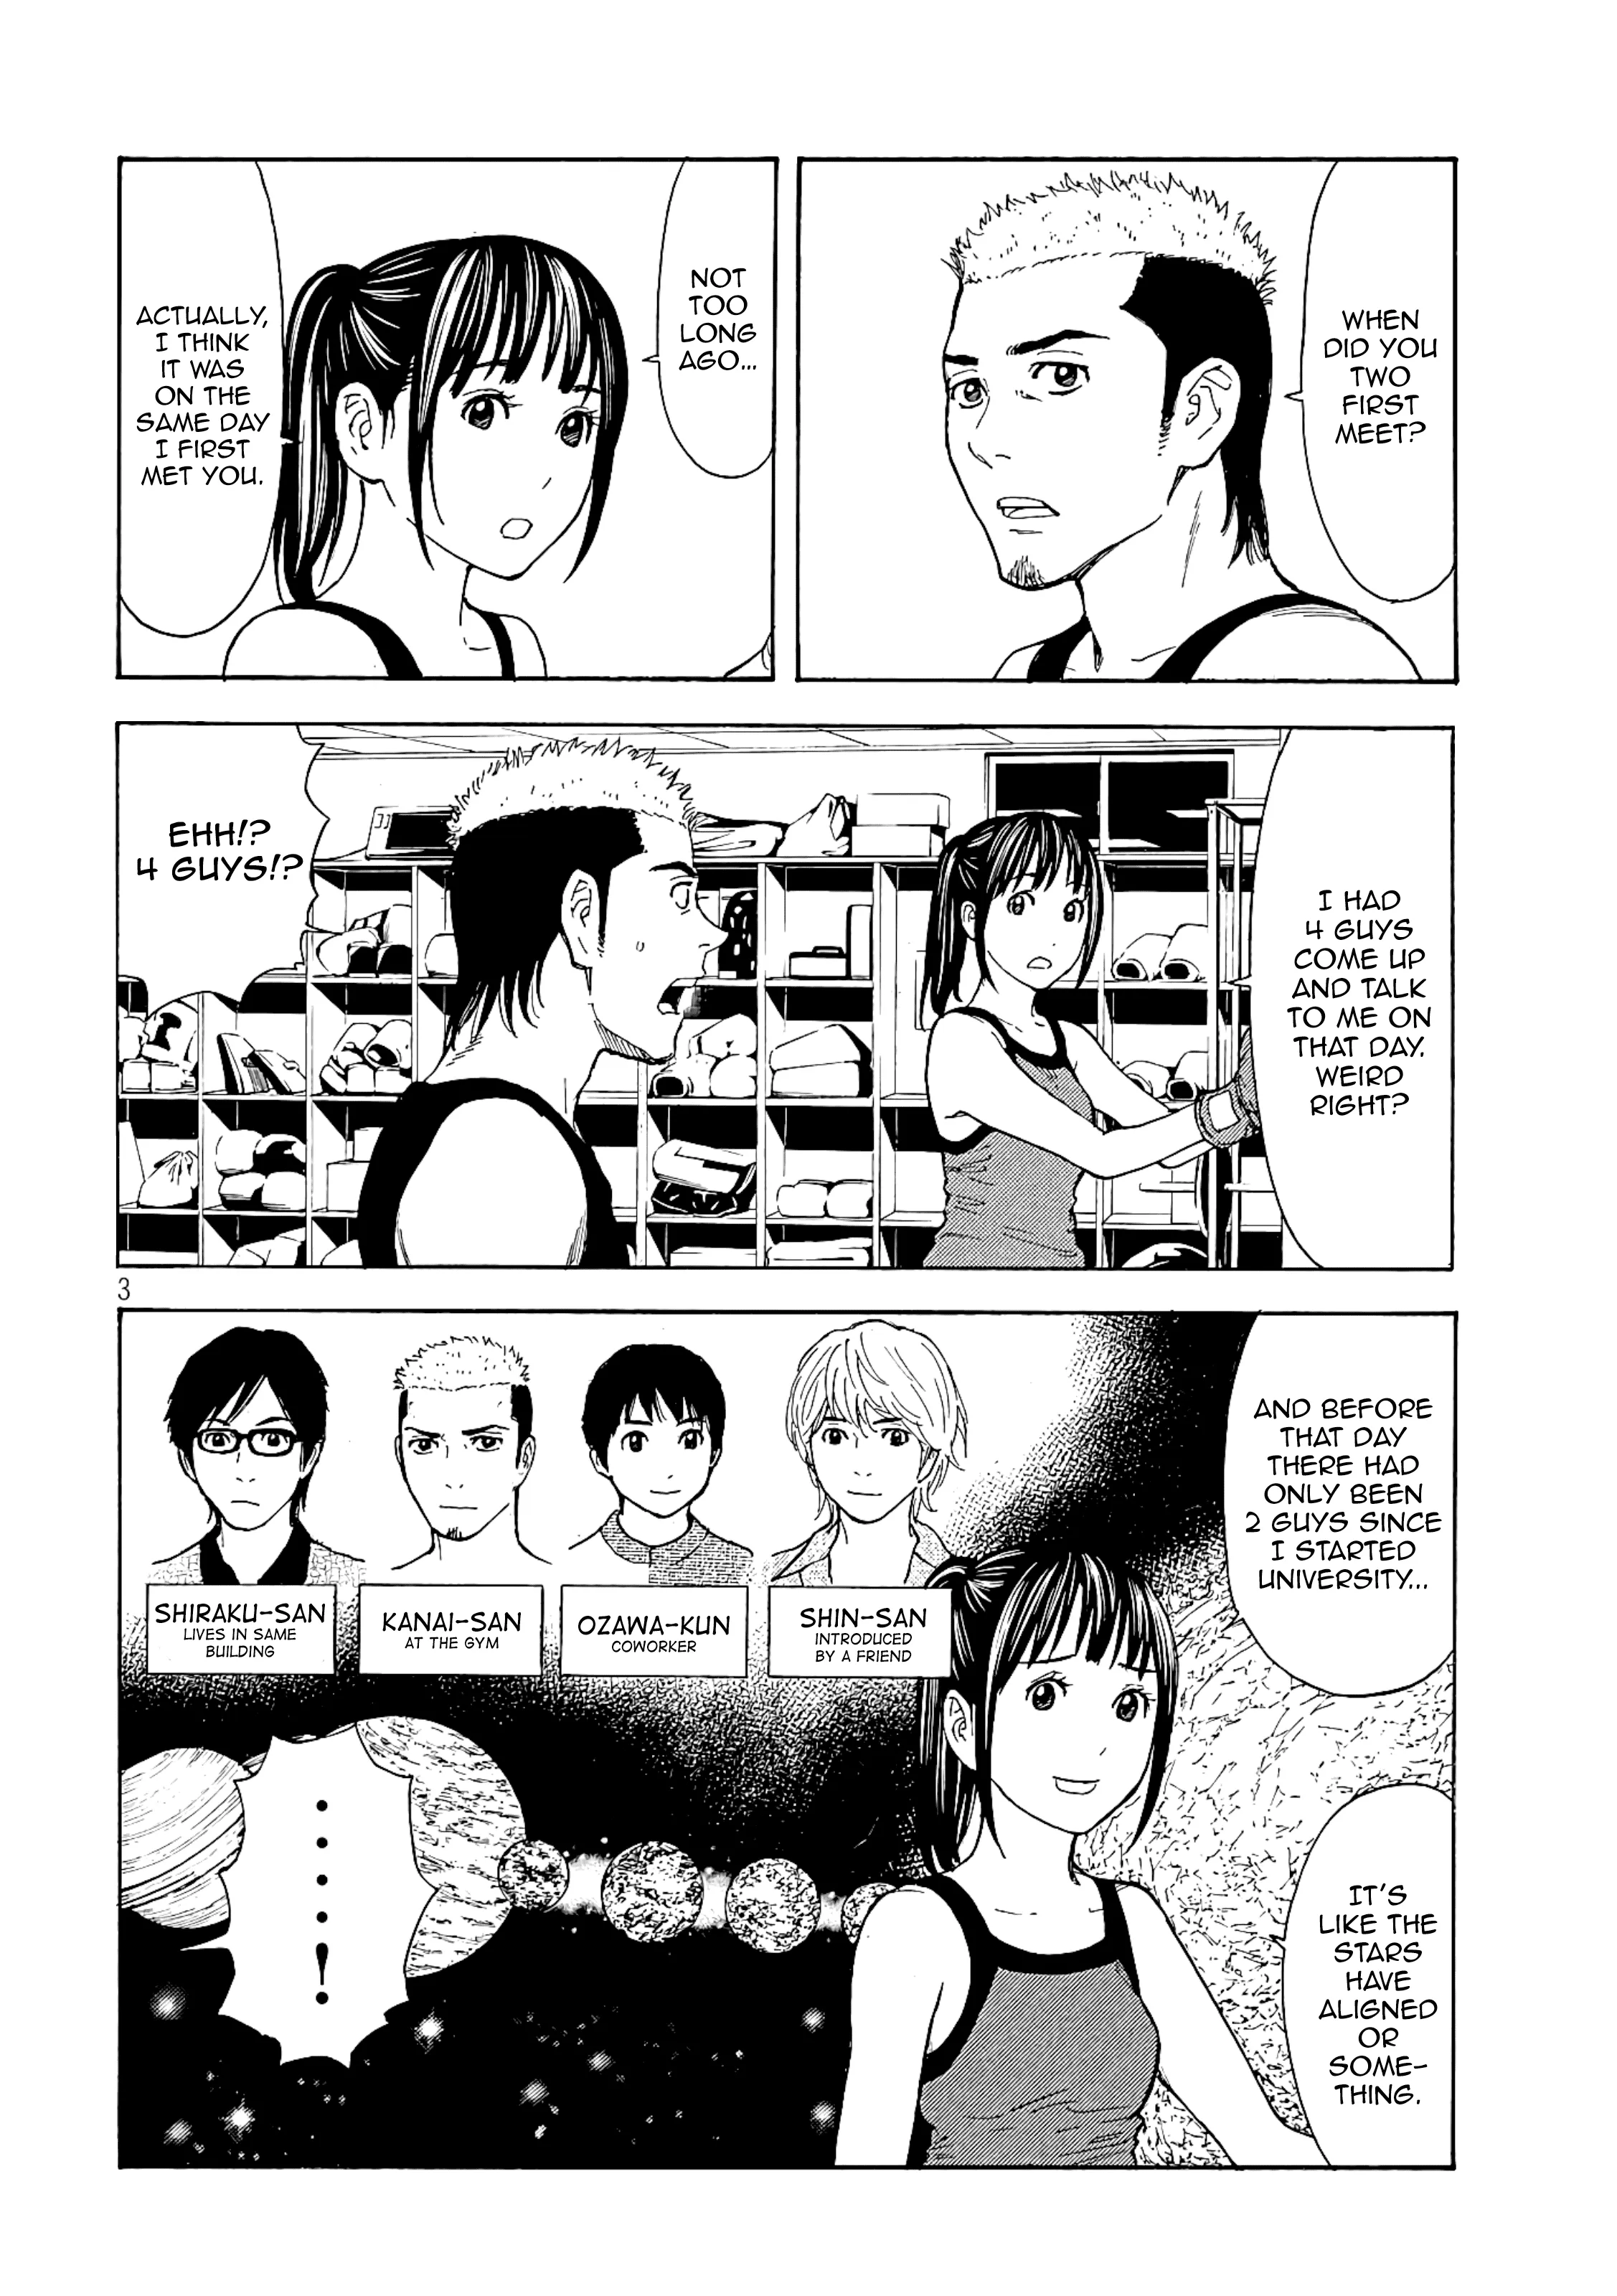 WHEN
DID YOU
TWO
FIRST
MEET?
NOT
TOO
LONG
AGO...
ACTUALLY,
I THINK
IT WAS
ON THE
SAME DAY
I FIRST
MET YOU.
I HAD
4 GUYS
COME UP
AND TALK
TO ME ON
THAT DAY.
WEIRD
RIGHT?
EHH!?
4 GUYS!?
3
AND BEFORE
THAT DAY
THERE HAD
ONLY BEEN
2 GUYS SINCE
I STARTED
UNIVERSITY...
SHIN-SAN
INTRODUCED
BY A FRIEND
OZAWA-KUN
COWORKER
KANAI-SAN
AT THE GYM
SHIRAKU-SAN
LIVES IN SAME
BUILDING
IT'S
LIKE THE
STARS
HAVE
ALIGNED
OR
SOME-
THING.
....!